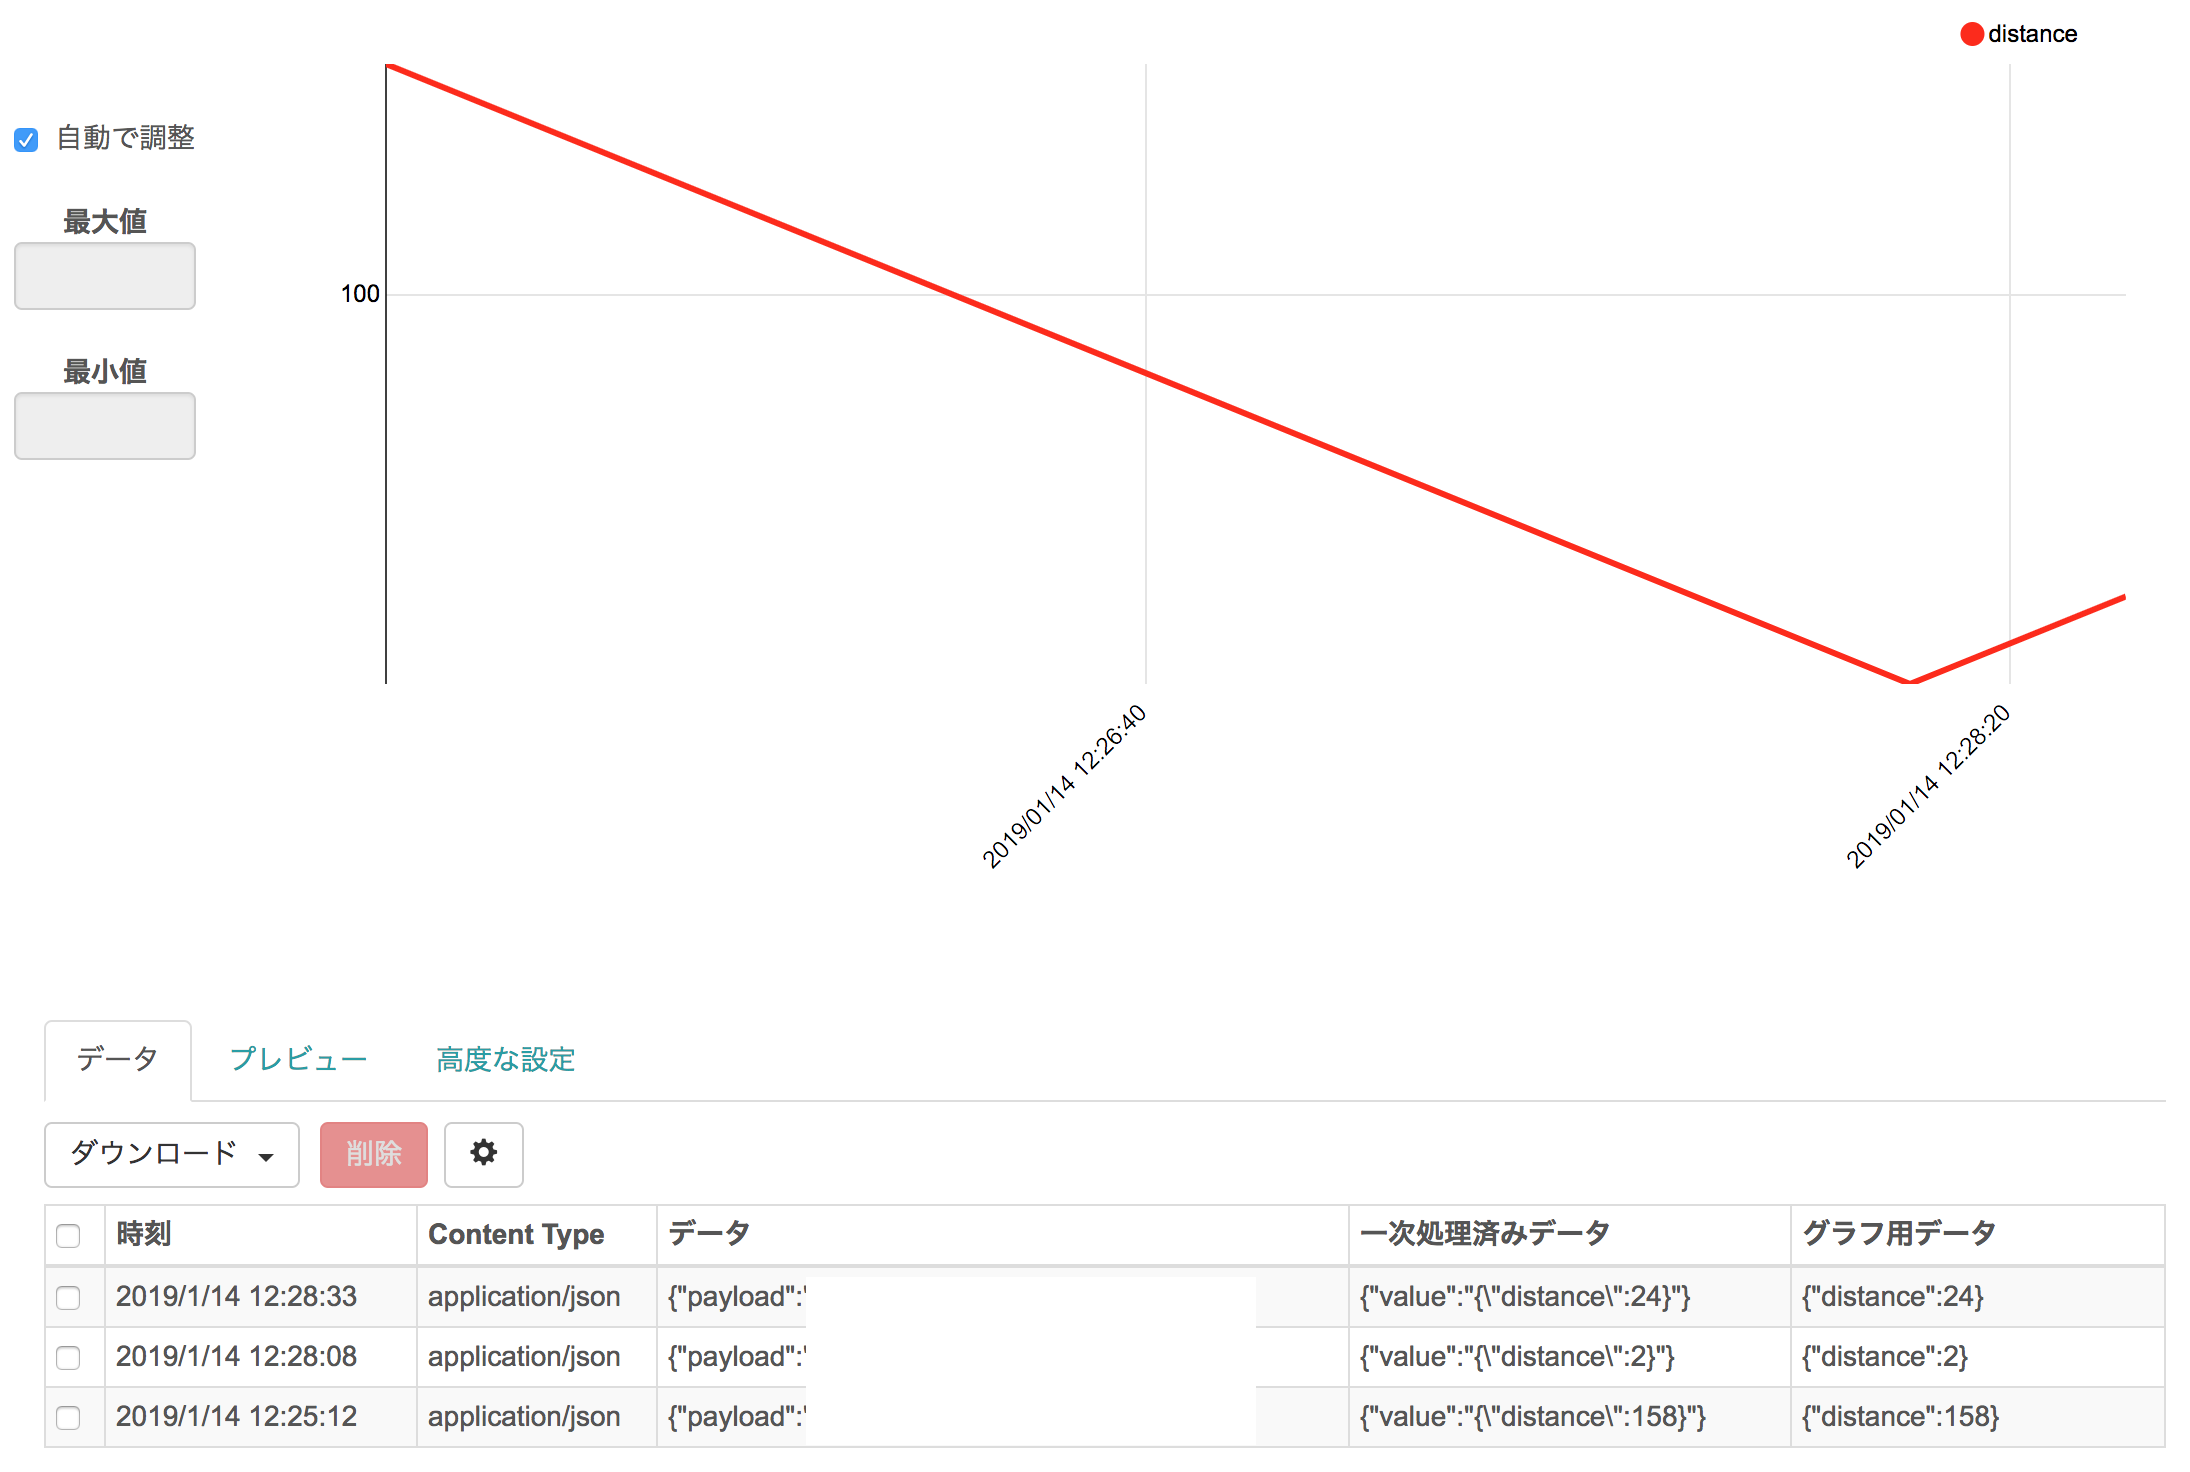 distance
自動で調整
最大値
100
最小値
2019/01/14 12:26:40
2019/01/14 12:28:20
データ プレビュー 高度な設定
ダウンロード 削除
時刻 Content Type データ 一次処理済みデータ グラフ用データ
2019/1/14 12:28:33 application/json {"payload":' {"value":"{\"distance\":24}"} {"distance":24}
2019/1/14 12:28:08 application/json {"payload":' {"value":"{\"distance\":2}"} {"distance":2}
2019/1/14 12:25:12 application/json {"payload":' {"value":"{\"distance\":158}"} {"distance":158}